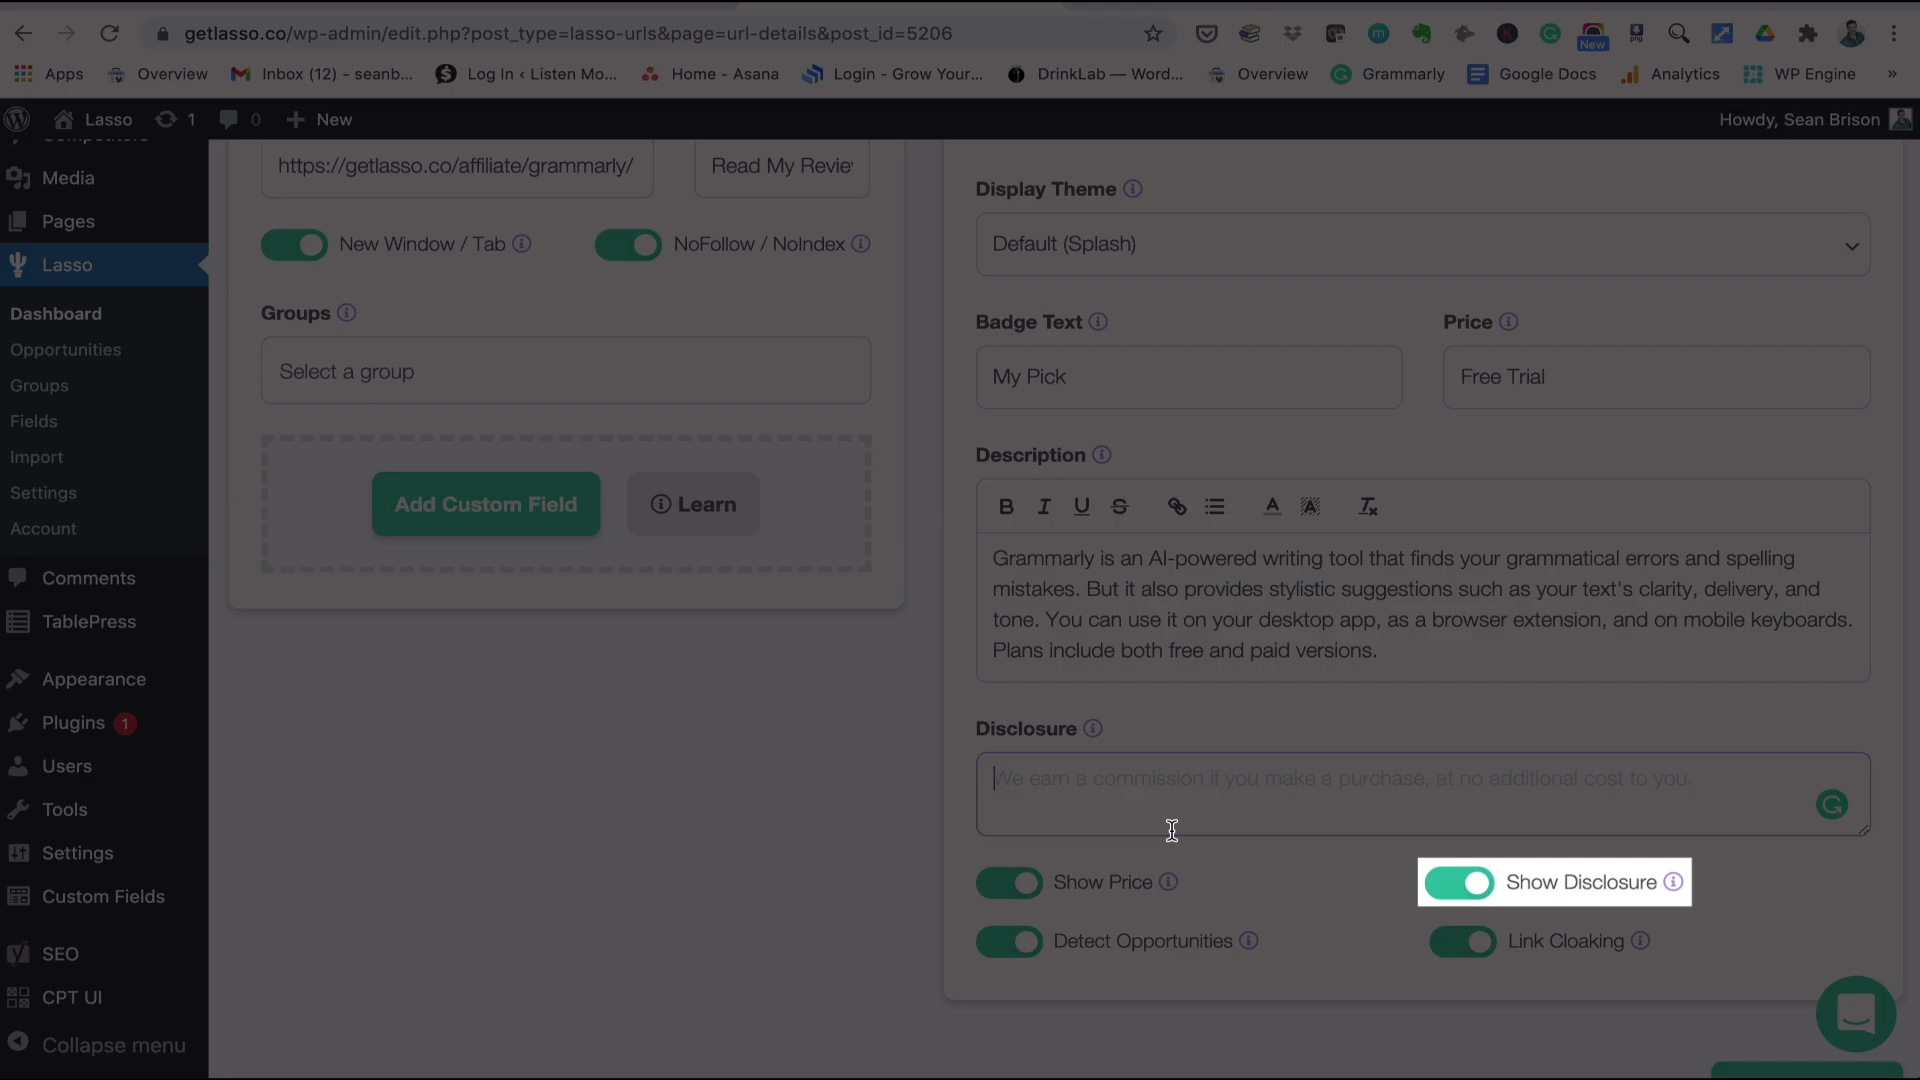 getlasso.co/wp-admin/edit.php?post_type=lasso-urls&page=url-details&post_id=5206
New
Apps
Overview
Inbox (12) - seanb...
Log In ‹ Listen Mo...
Home - Asana
Login - Grow Your...
DrinkLab — Word...
Overview
Grammarly
Google Docs
Analytics
WP Engine
»
Lasso
1
0
New
Howdy, Sean Brison
Competitors
Media
Pages
Lasso
Dashboard
Opportunities
Groups
Fields
Import
Settings
Account
Comments
TablePress
Appearance
Plugins 1
Users
Tools
Settings
Custom Fields
SEO
CPT UI
Collapse menu
https://getlasso.co/affiliate/grammarly/
Read My Revie
New Window / Tab
NoFollow / NoIndex
Groups
Select a group
Add Custom Field
Learn
Display Theme
Default (Splash)
Badge Text
Price
My Pick
Free Trial
Description
Grammarly is an AI-powered writing tool that finds your grammatical errors and spelling
mistakes. But it also provides stylistic suggestions such as your text's clarity, delivery, and
tone. You can use it on your desktop app, as a browser extension, and on mobile keyboards.
Plans include both free and paid versions.
Disclosure
We earn a commission if you make a purchase, at no additional cost to you.
Show Price
Show Disclosure
Detect Opportunities
Link Cloaking